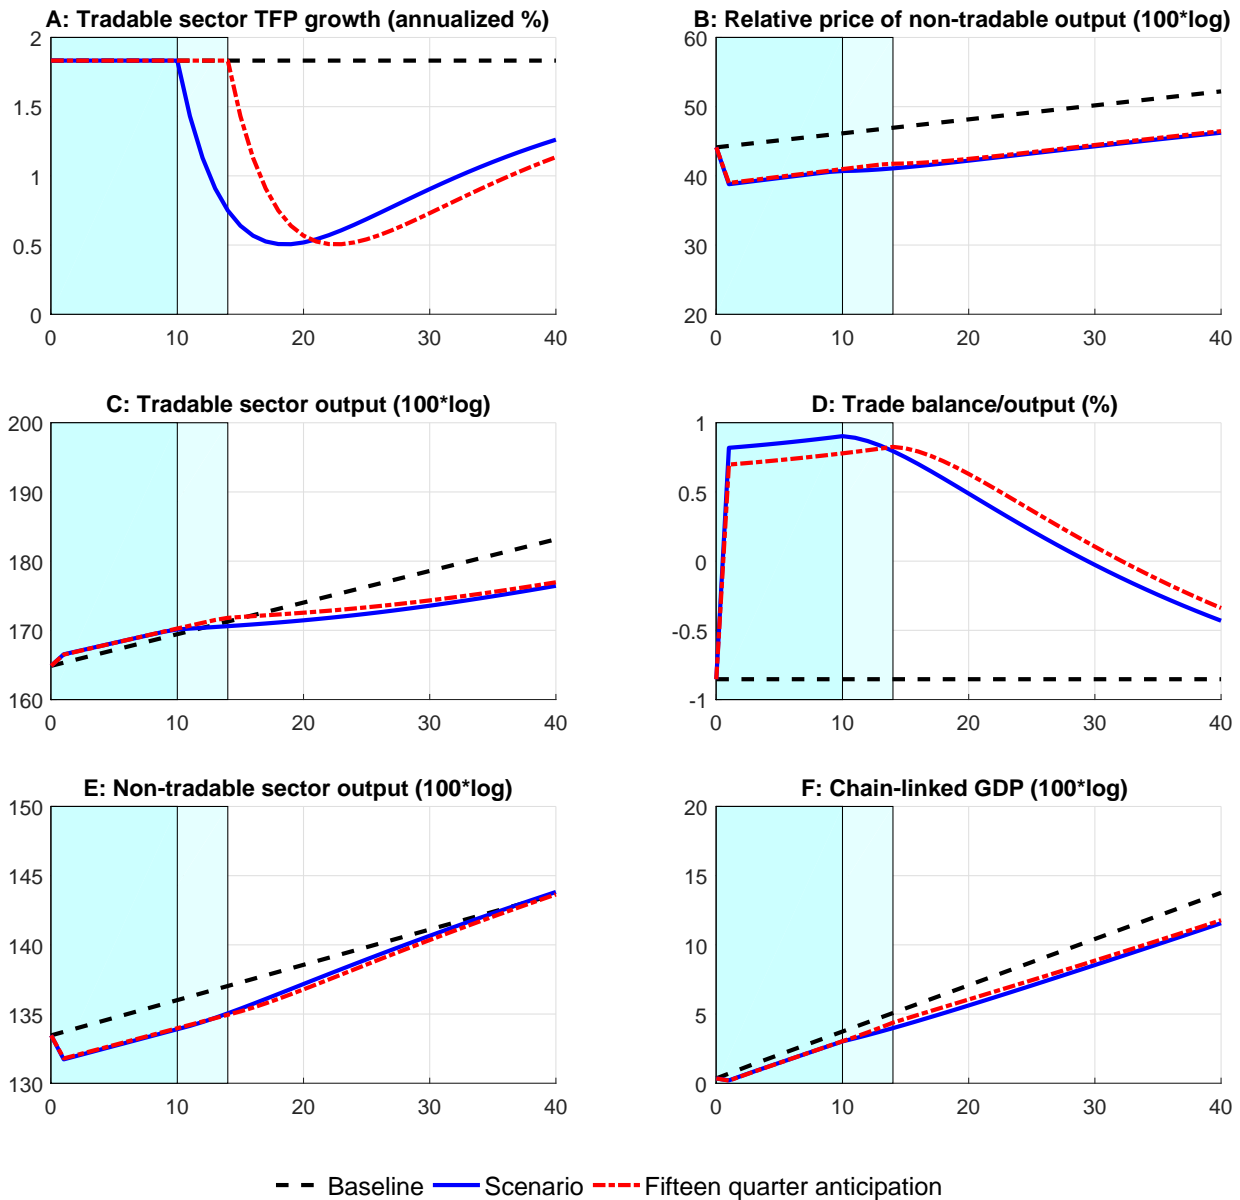 A: Tradable sector TFP growth (annualized %)
2
1.5
1
0.5
0
0 10 20 30 40
B: Relative price of non-tradable output (100*log)
60
50
40
30
20
0 10 20 30 40
C: Tradable sector output (100*log)
200
190
180
170
160
0 10 20 30 40
D: Trade balance/output (%)
1
0.5
0
-0.5
-1
0 10 20 30 40
E: Non-tradable sector output (100*log)
150
145
140
135
130
0 10 20 30 40
F: Chain-linked GDP (100*log)
20
15
10
5
0
0 10 20 30 40
Baseline Scenario Fifteen quarter anticipation